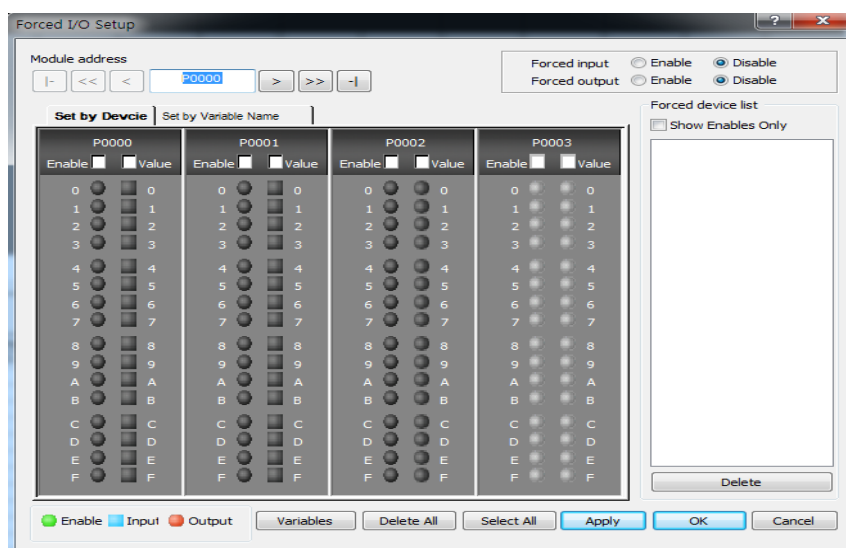 Forced I/O Setup
? X
Module address
|- << < P0000 > >> -|
Forced input Enable Disable
Forced output Enable Disable
Set by Devcie Set by Variable Name
Forced device list
Show Enables Only
P0000 P0001 P0002 P0003
Enable Value Enable Value Enable Value Enable Value
0 0 0 0 0 0 0 0
1 1 1 1 1 1 1 1
2 2 2 2 2 2 2 2
3 3 3 3 3 3 3 3
4 4 4 4 4 4 4 4
5 5 5 5 5 5 5 5
6 6 6 6 6 6 6 6
7 7 7 7 7 7 7 7
8 8 8 8 8 8 8 8
9 9 9 9 9 9 9 9
A A A A A A A A
B B B B B B B B
C C C C C C C C
D D D D D D D D
E E E E E E E E
F F F F F F F F
Delete
Enable Input Output Variables Delete All Select All Apply OK Cancel